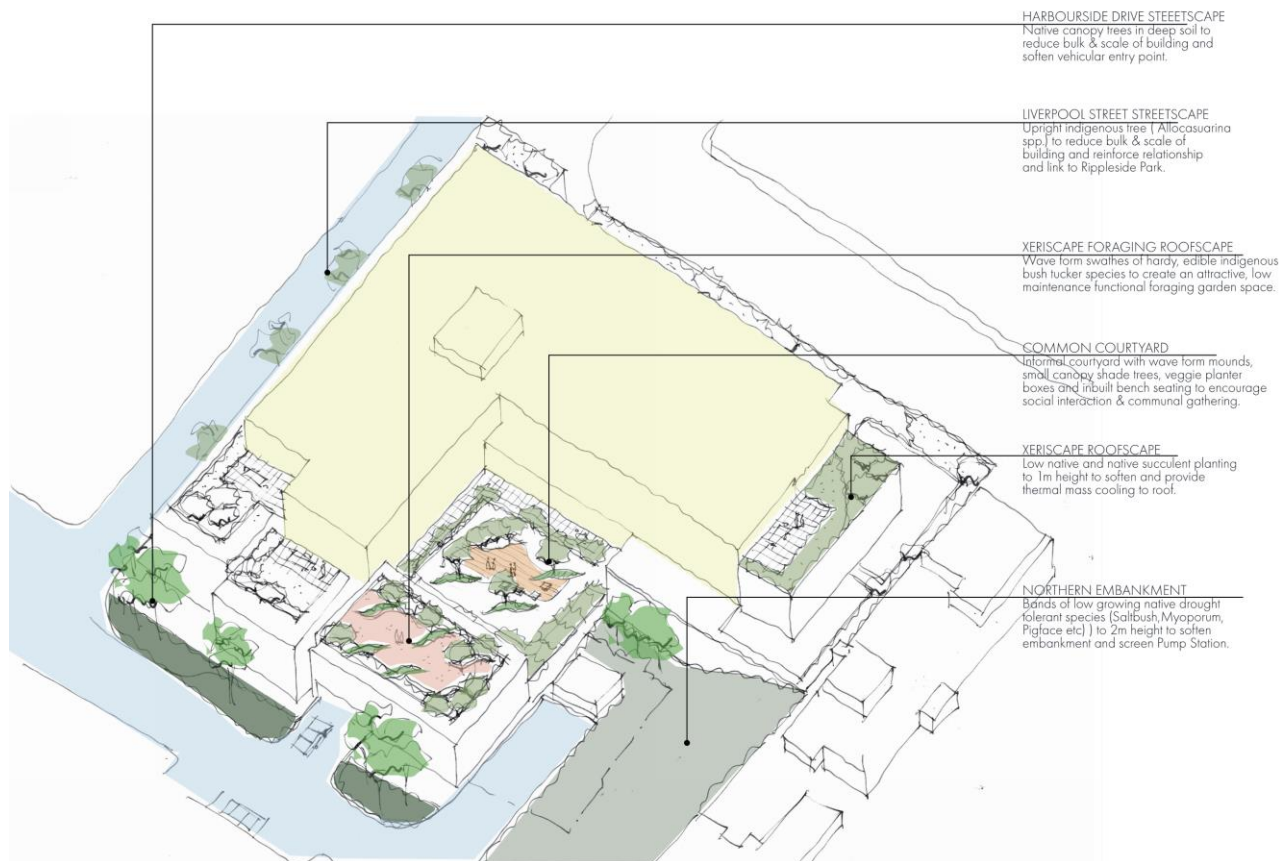 HARBOURSIDE DRIVE STEEETSCAPE
Native canopy trees in deep soil to
reduce bulk & scale of building and
soften vehicular entry point.
LIVERPOOL STREET STREETSCAPE
Upright indigenous tree ( Allocasuarina
spp.) to reduce bulk & scale of
building and reinforce relationship
and link to Rippleside Park.
XERISCAPE FORAGING ROOFSCAPE
Wave form swathes of hardy, edible indigenous
bush tucker species to create an attractive, low
maintenance functional foraging garden space.
COMMON COURTYARD
Informal courtyard with wave form mounds,
small canopy shade trees, veggie planter
boxes and inbuilt bench seating to encourage
social interaction & communal gathering.
XERISCAPE ROOFSCAPE
Low native and native succulent planting
to 1m height to soften and provide
thermal mass cooling to roof.
NORTHERN EMBANKMENT
Bands of low growing native drought
tolerant species (Saltbush,Myoporum,
Pigface etc) ) to 2m height to soften
embankment and screen Pump Station.